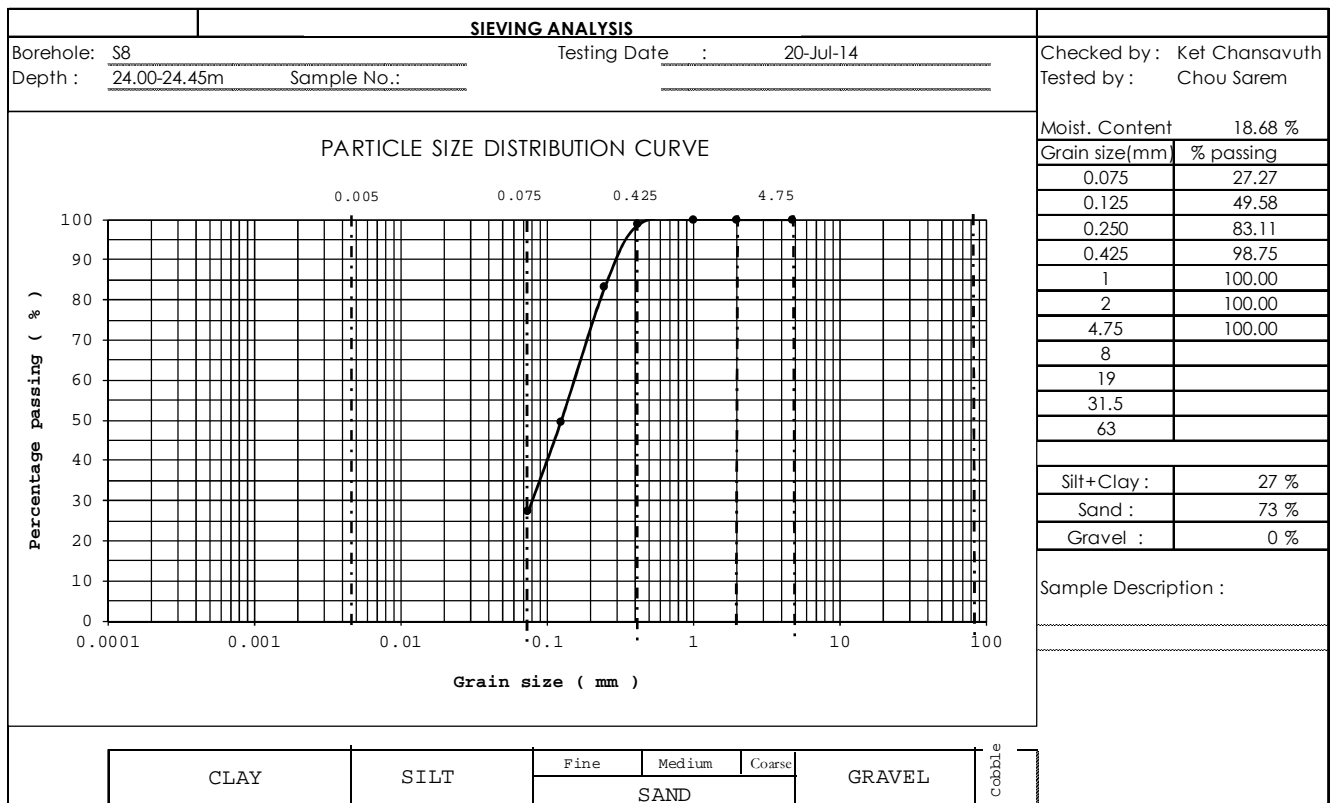 SIEVING ANALYSIS
Borehole: S8 Testing Date : 20-Jul-14
Depth : 24.00-24.45m Sample No.:
Checked by : Ket Chansavuth
Tested by : Chou Sarem
Moist. Content 18.68 %
Grain size(mm) % passing
0.075 27.27
0.125 49.58
0.250 83.11
0.425 98.75
1 100.00
2 100.00
4.75 100.00
8
19
31.5
63
Silt+Clay : 27 %
Sand : 73 %
Gravel : 0 %
Sample Description :
PARTICLE SIZE DISTRIBUTION CURVE
0.005 0.075 0.425 4.75
Percentage passing ( % )
100
90
80
70
60
50
40
30
20
10
0
0.0001 0.001 0.01 0.1 1 10 100
Grain size ( mm )
CLAY SILT Fine Medium Coarse GRAVEL Cobble
SAND